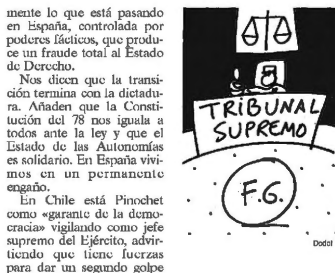 mente lo que está pasando
en España, controlada por
poderes fácticos, que produ-
ce un fraude total al Estado
de Derecho.
Nos dicen que la transi-
ción termina con la dictadu-
ra. Añaden que la Consti-
tución del 78 nos iguala a
todos ante la ley y que el
Estado de las Autonomías
es solidario. En España vivi-
mos en un permanente
engaño.
En Chile está Pinochet
como «garante de la demo-
cracia» vigilando como jefe
supremo del Ejército, advir-
tiendo que tiene fuerzas
para dar un segundo golpe
TRIBUNAL
SUPREMO
F.G.
Dodot